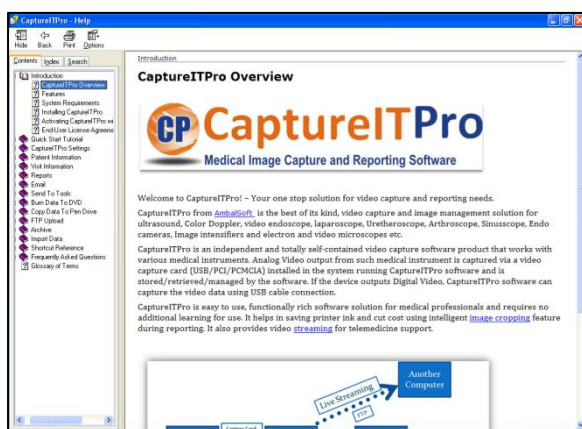 CaptureITPro - Help
Hide Back Print Options
Contents Index Search
Introduction
CaptureITPro Overview
Features
System Requirements
Installing CaptureITPro
Activating CaptureITPro wi
End User License Agreeme
Quick Start Tutorial
CaptureITPro Settings
Patient Information
Visit Information
Reports
Email
Send To Tools
Burn Data To DVD
Copy Data To Pen Drive
FTP Upload
Archive
Import Data
Shortcut Reference
Frequently Asked Questions
Glossary of Terms
Introduction
CaptureITPro Overview
CP CaptureITPro
Medical Image Capture and Reporting Software
Welcome to CaptureITPro! – Your one stop solution for video capture and reporting needs.
CaptureITPro from AmbalSoft is the best of its kind, video capture and image management solution for
ultrasound, Color Doppler, video endoscope, laparoscope, Uretheroscope, Arthroscope, Sinusscope, Endo
cameras, Image intensifiers and electron and video microscopes etc.
CaptureITPro is an independent and totally self-contained video capture software product that works with
various medical instruments. Analog Video output from such medical instrument is captured via a video
capture card (USB/PCI/PCMCIA) installed in the system running CaptureITPro software and is
stored/retrieved/managed by the software. If the device outputs Digital Video, CaptureITPro software can
capture the video data using USB cable connection.
CaptureITPro is easy to use, functionally rich software solution for medical professionals and requires no
additional learning for use. It helps in saving printer ink and cut cost using intelligent image cropping feature
during reporting. It also provides video streaming for telemedicine support.
Another
Computer
Live Streaming
FTP
Capture Card